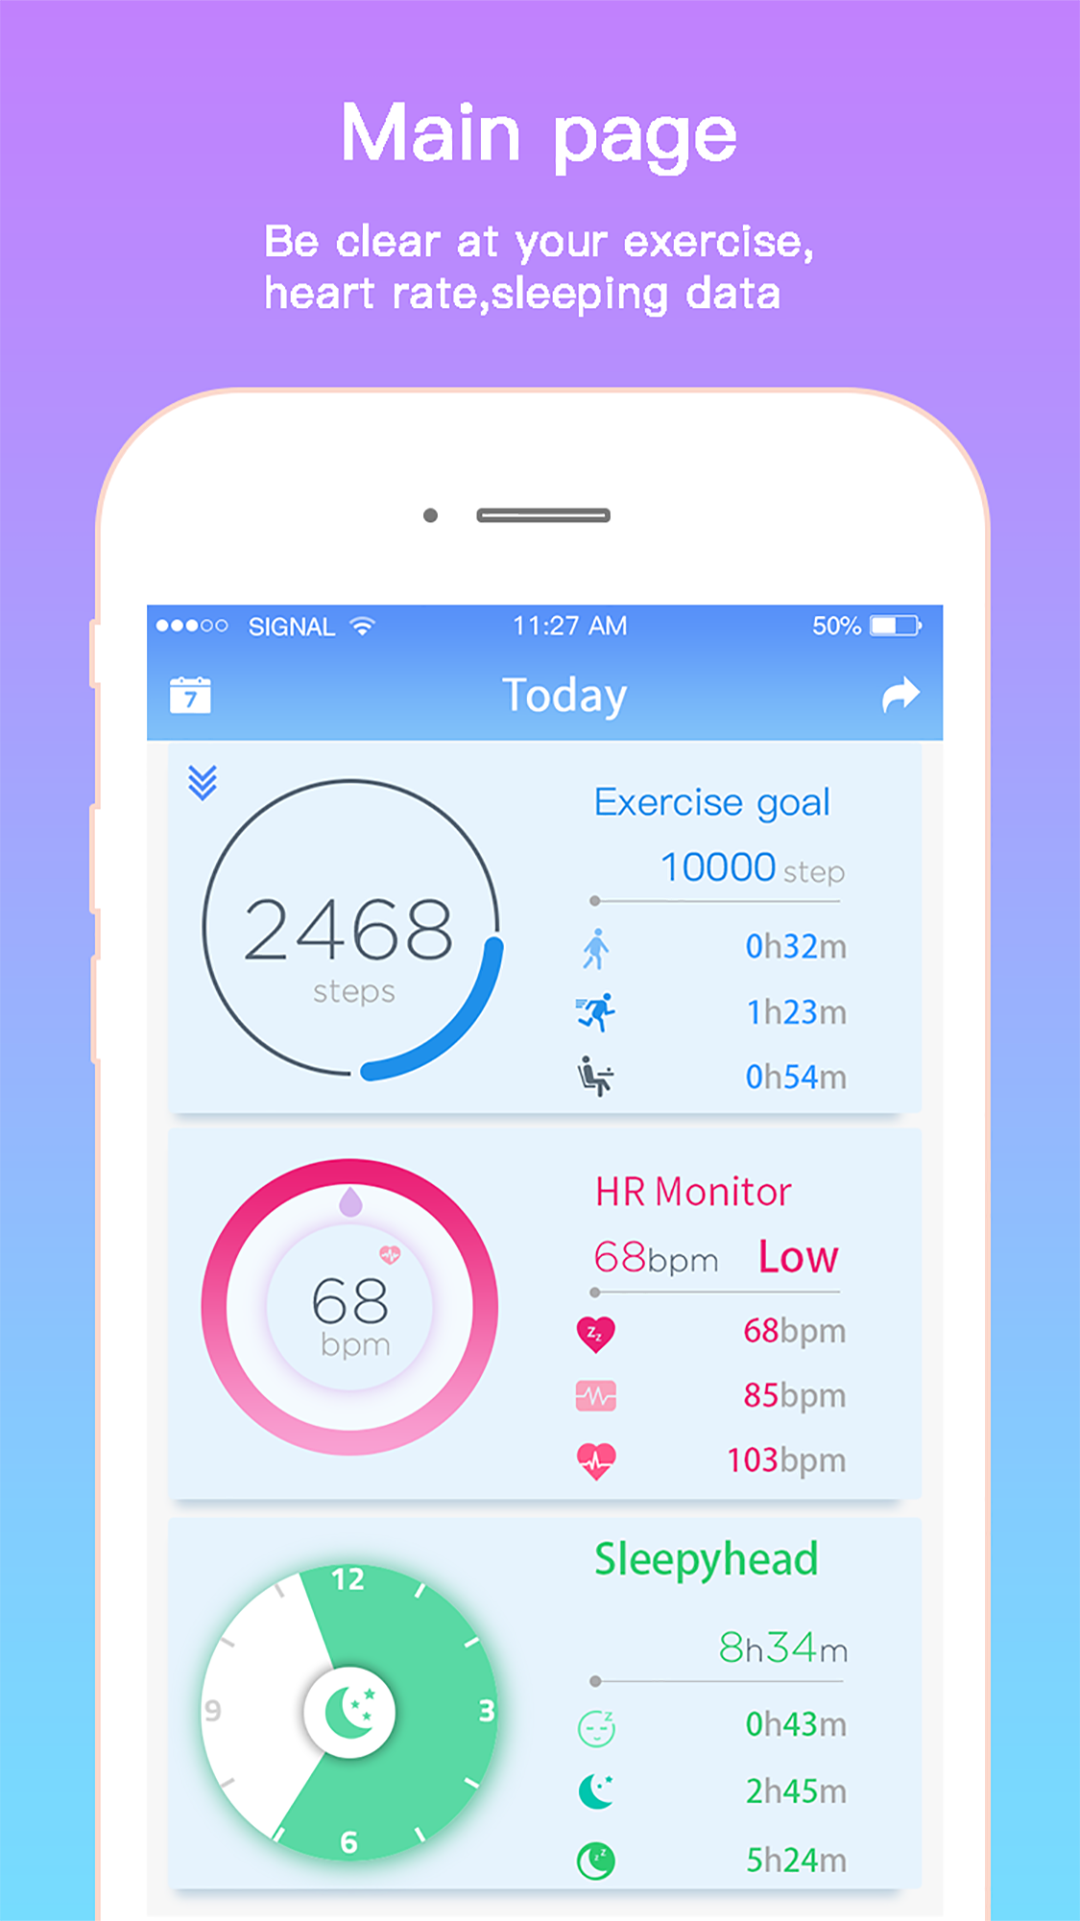 Main page
Be clear at your exercise,
heart rate,sleeping data
SIGNAL 11:27 AM 50%
7 Today
Exercise goal
10000 step
2468
steps
0h32m
1h23m
0h54m
HR Monitor
68bpm Low
68
bpm
68bpm
85bpm
103bpm
Sleepyhead
12
3
6
9
8h34m
z
0h43m
2h45m
z z
5h24m